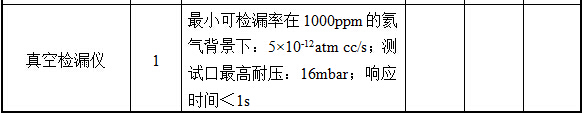 最小可检漏率在1000ppm的氦
气背景下：5×10⁻¹²atm cc/s；测
真空检漏仪 1 试口最高耐压：16mbar；响应
时间＜1s